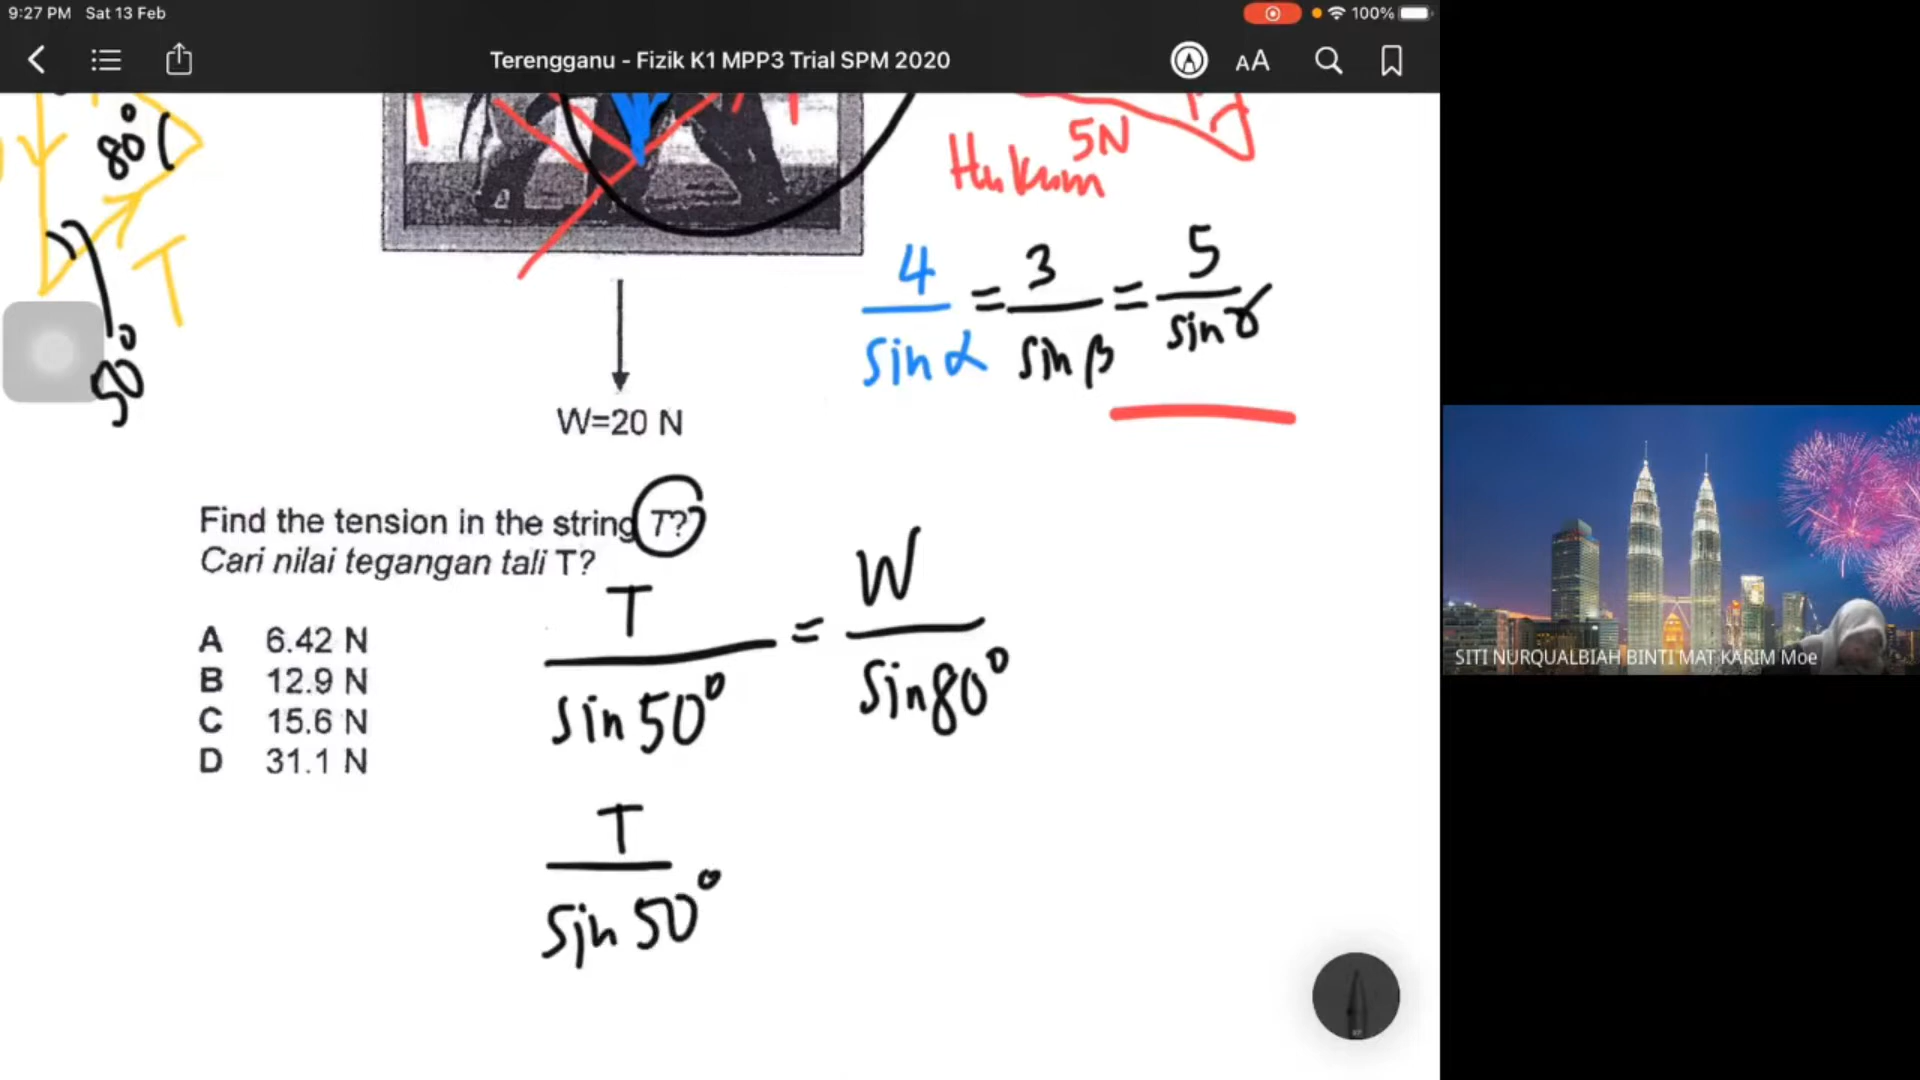 9:27 PM Sat 13 Feb
100%
Terengganu - Fizik K1 MPP3 Trial SPM 2020
AA
80°
T
50°
5N
Hukum
4/sin α = 3/sin β = 5/sin γ
W=20 N
Find the tension in the string T?
Cari nilai tegangan tali T?
A 6.42 N
B 12.9 N
C 15.6 N
D 31.1 N
T/sin 50° = W/sin 80°
T/sin 50°
SITI NURQUALBIAH BINTI MAT KARIM Moe